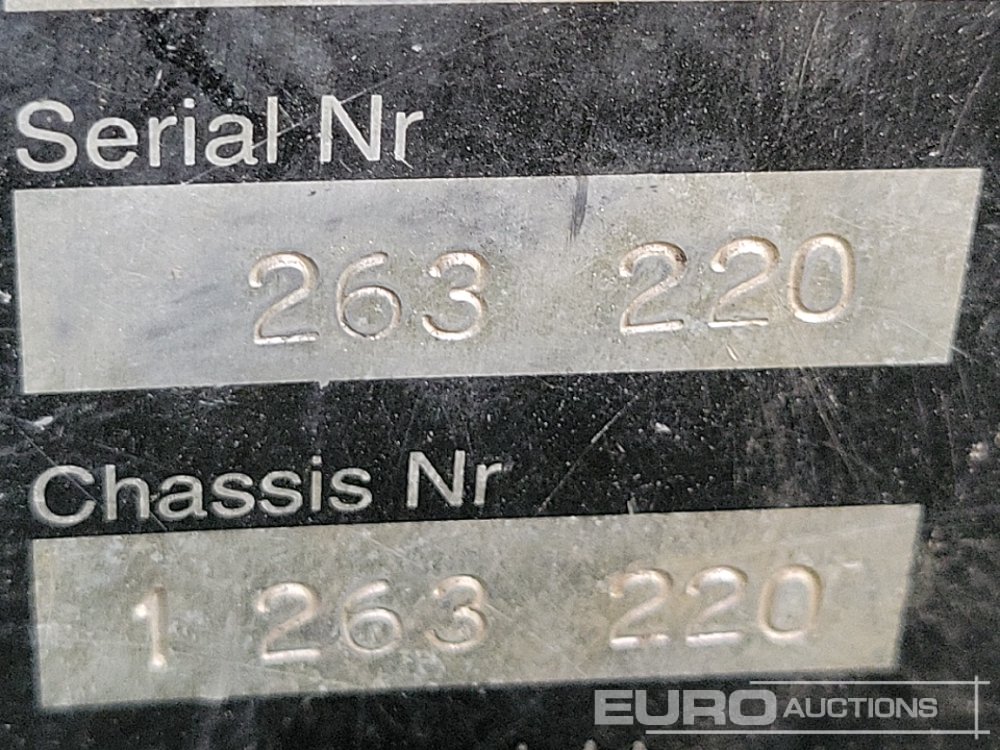 Serial Nr
263 220
Chassis Nr
1 263 220
EURO AUCTIONS